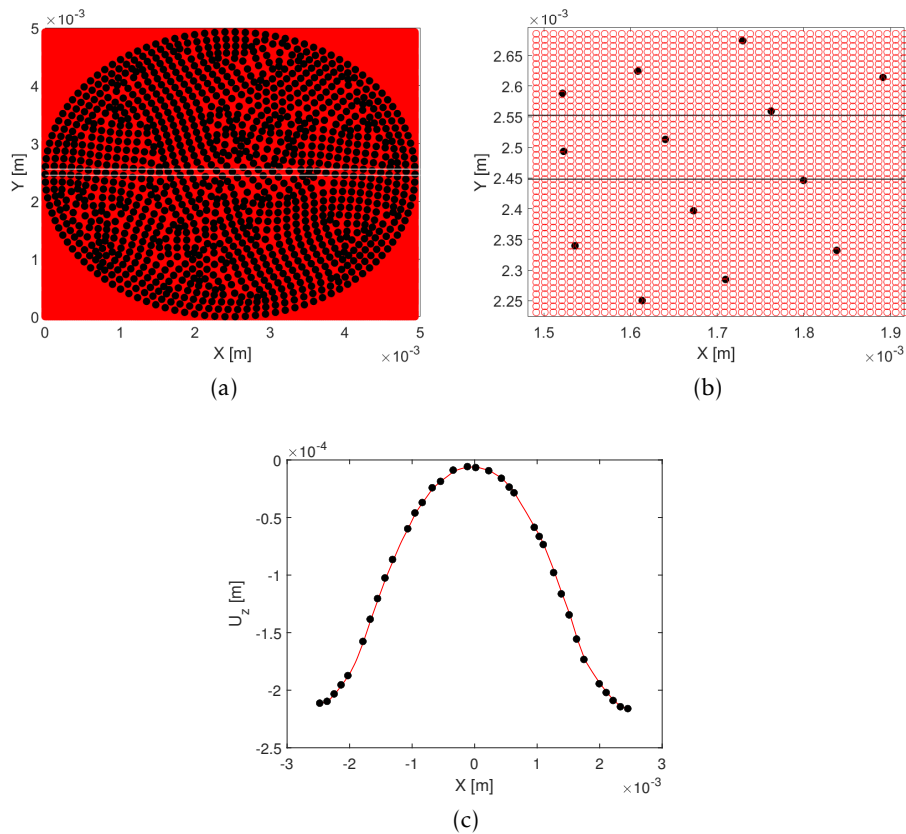 ×10⁻³
5
4
3
2
1
0
Y [m]
0 1 2 3 4 5
X [m]
×10⁻³
(a)
×10⁻³
2.65
2.6
2.55
2.5
2.45
2.4
2.35
2.3
2.25
Y [m]
1.5 1.6 1.7 1.8 1.9
X [m]
×10⁻³
(b)
×10⁻⁴
0
-0.5
-1
-1.5
-2
-2.5
U_z [m]
-3 -2 -1 0 1 2 3
X [m]
×10⁻³
(c)